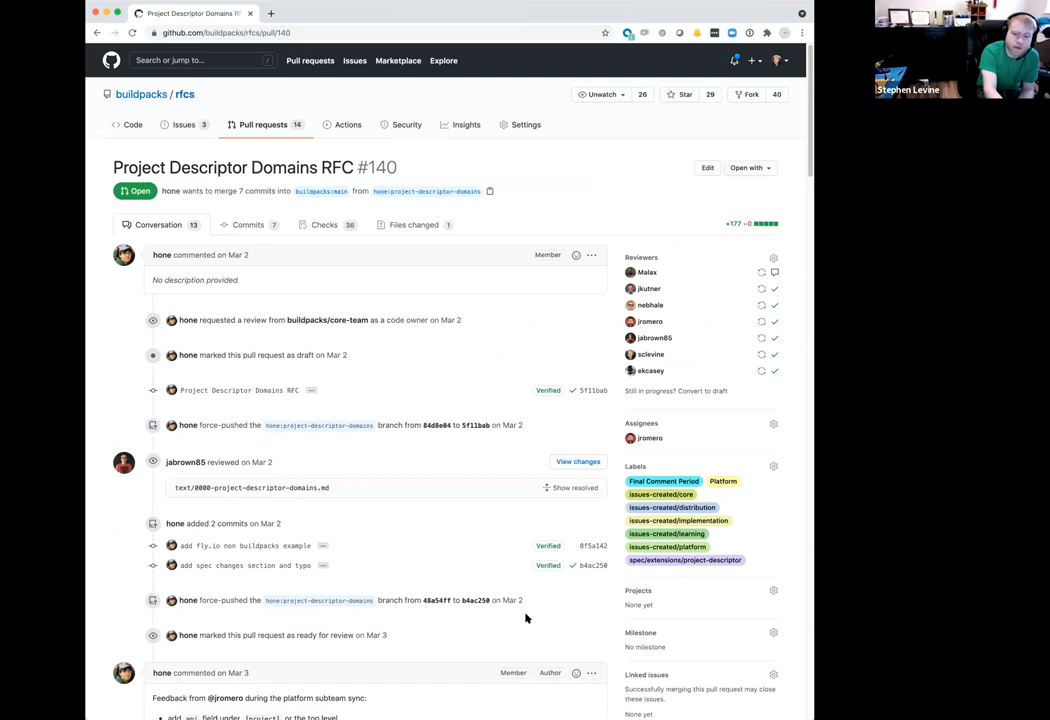 Project Descriptor Domains RF
github.com/buildpacks/rfcs/pull/140
Search or jump to...
/
Pull requests
Issues
Marketplace
Explore
Stephen Levine
buildpacks / rfcs
Unwatch
26
Star
29
Fork
40
Code
Issues 3
Pull requests 14
Actions
Security
Insights
Settings
Project Descriptor Domains RFC #140
Edit
Open with
Open
hone wants to merge 7 commits into buildpacks:main from hone:project-descriptor-domains
Conversation 13
Commits 7
Checks 36
Files changed 1
+177 −0
hone commented on Mar 2
Member
No description provided.
hone requested a review from buildpacks/core-team as a code owner on Mar 2
hone marked this pull request as draft on Mar 2
Project Descriptor Domains RFC
Verified
5f11bab
hone force-pushed the hone:project-descriptor-domains branch from 84d8e04 to 5f11bab on Mar 2
jabrown85 reviewed on Mar 2
View changes
text/0000-project-descriptor-domains.md
Show resolved
hone added 2 commits on Mar 2
add fly.io non buildpacks example
Verified
8f5a142
add spec changes section and typo
Verified
b4ac250
hone force-pushed the hone:project-descriptor-domains branch from 48a54ff to b4ac250 on Mar 2
hone marked this pull request as ready for review on Mar 3
hone commented on Mar 3
Member
Author
Feedback from @jromero during the platform subteam sync:
• add api field under [project] or the top level
Reviewers
Malax
jkutner
nebhale
jromero
jabrown85
sclevine
ekcasey
Still in progress? Convert to draft
Assignees
jromero
Labels
Final Comment Period
Platform
issues-created/core
issues-created/distribution
issues-created/implementation
issues-created/learning
issues-created/platform
spec/extensions/project-descriptor
Projects
None yet
Milestone
No milestone
Linked issues
Successfully merging this pull request may close
these issues.
None yet